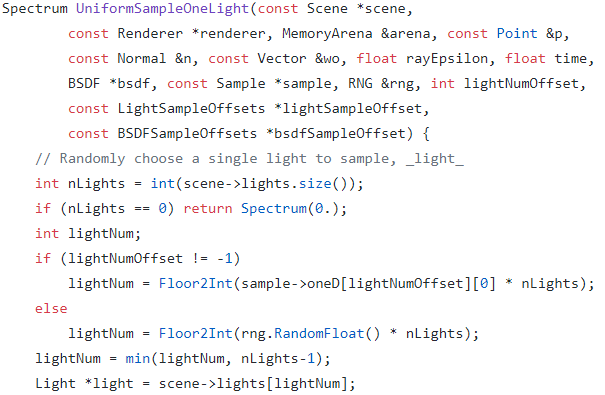 Spectrum UniformSampleOneLight(const Scene *scene,
        const Renderer *renderer, MemoryArena &arena, const Point &p,
        const Normal &n, const Vector &wo, float rayEpsilon, float time,
        BSDF *bsdf, const Sample *sample, RNG &rng, int lightNumOffset,
        const LightSampleOffsets *lightSampleOffset,
        const BSDFSampleOffsets *bsdfSampleOffset) {
    // Randomly choose a single light to sample, _light_
    int nLights = int(scene->lights.size());
    if (nLights == 0) return Spectrum(0.);
    int lightNum;
    if (lightNumOffset != -1)
        lightNum = Floor2Int(sample->oneD[lightNumOffset][0] * nLights);
    else
        lightNum = Floor2Int(rng.RandomFloat() * nLights);
    lightNum = min(lightNum, nLights-1);
    Light *light = scene->lights[lightNum];